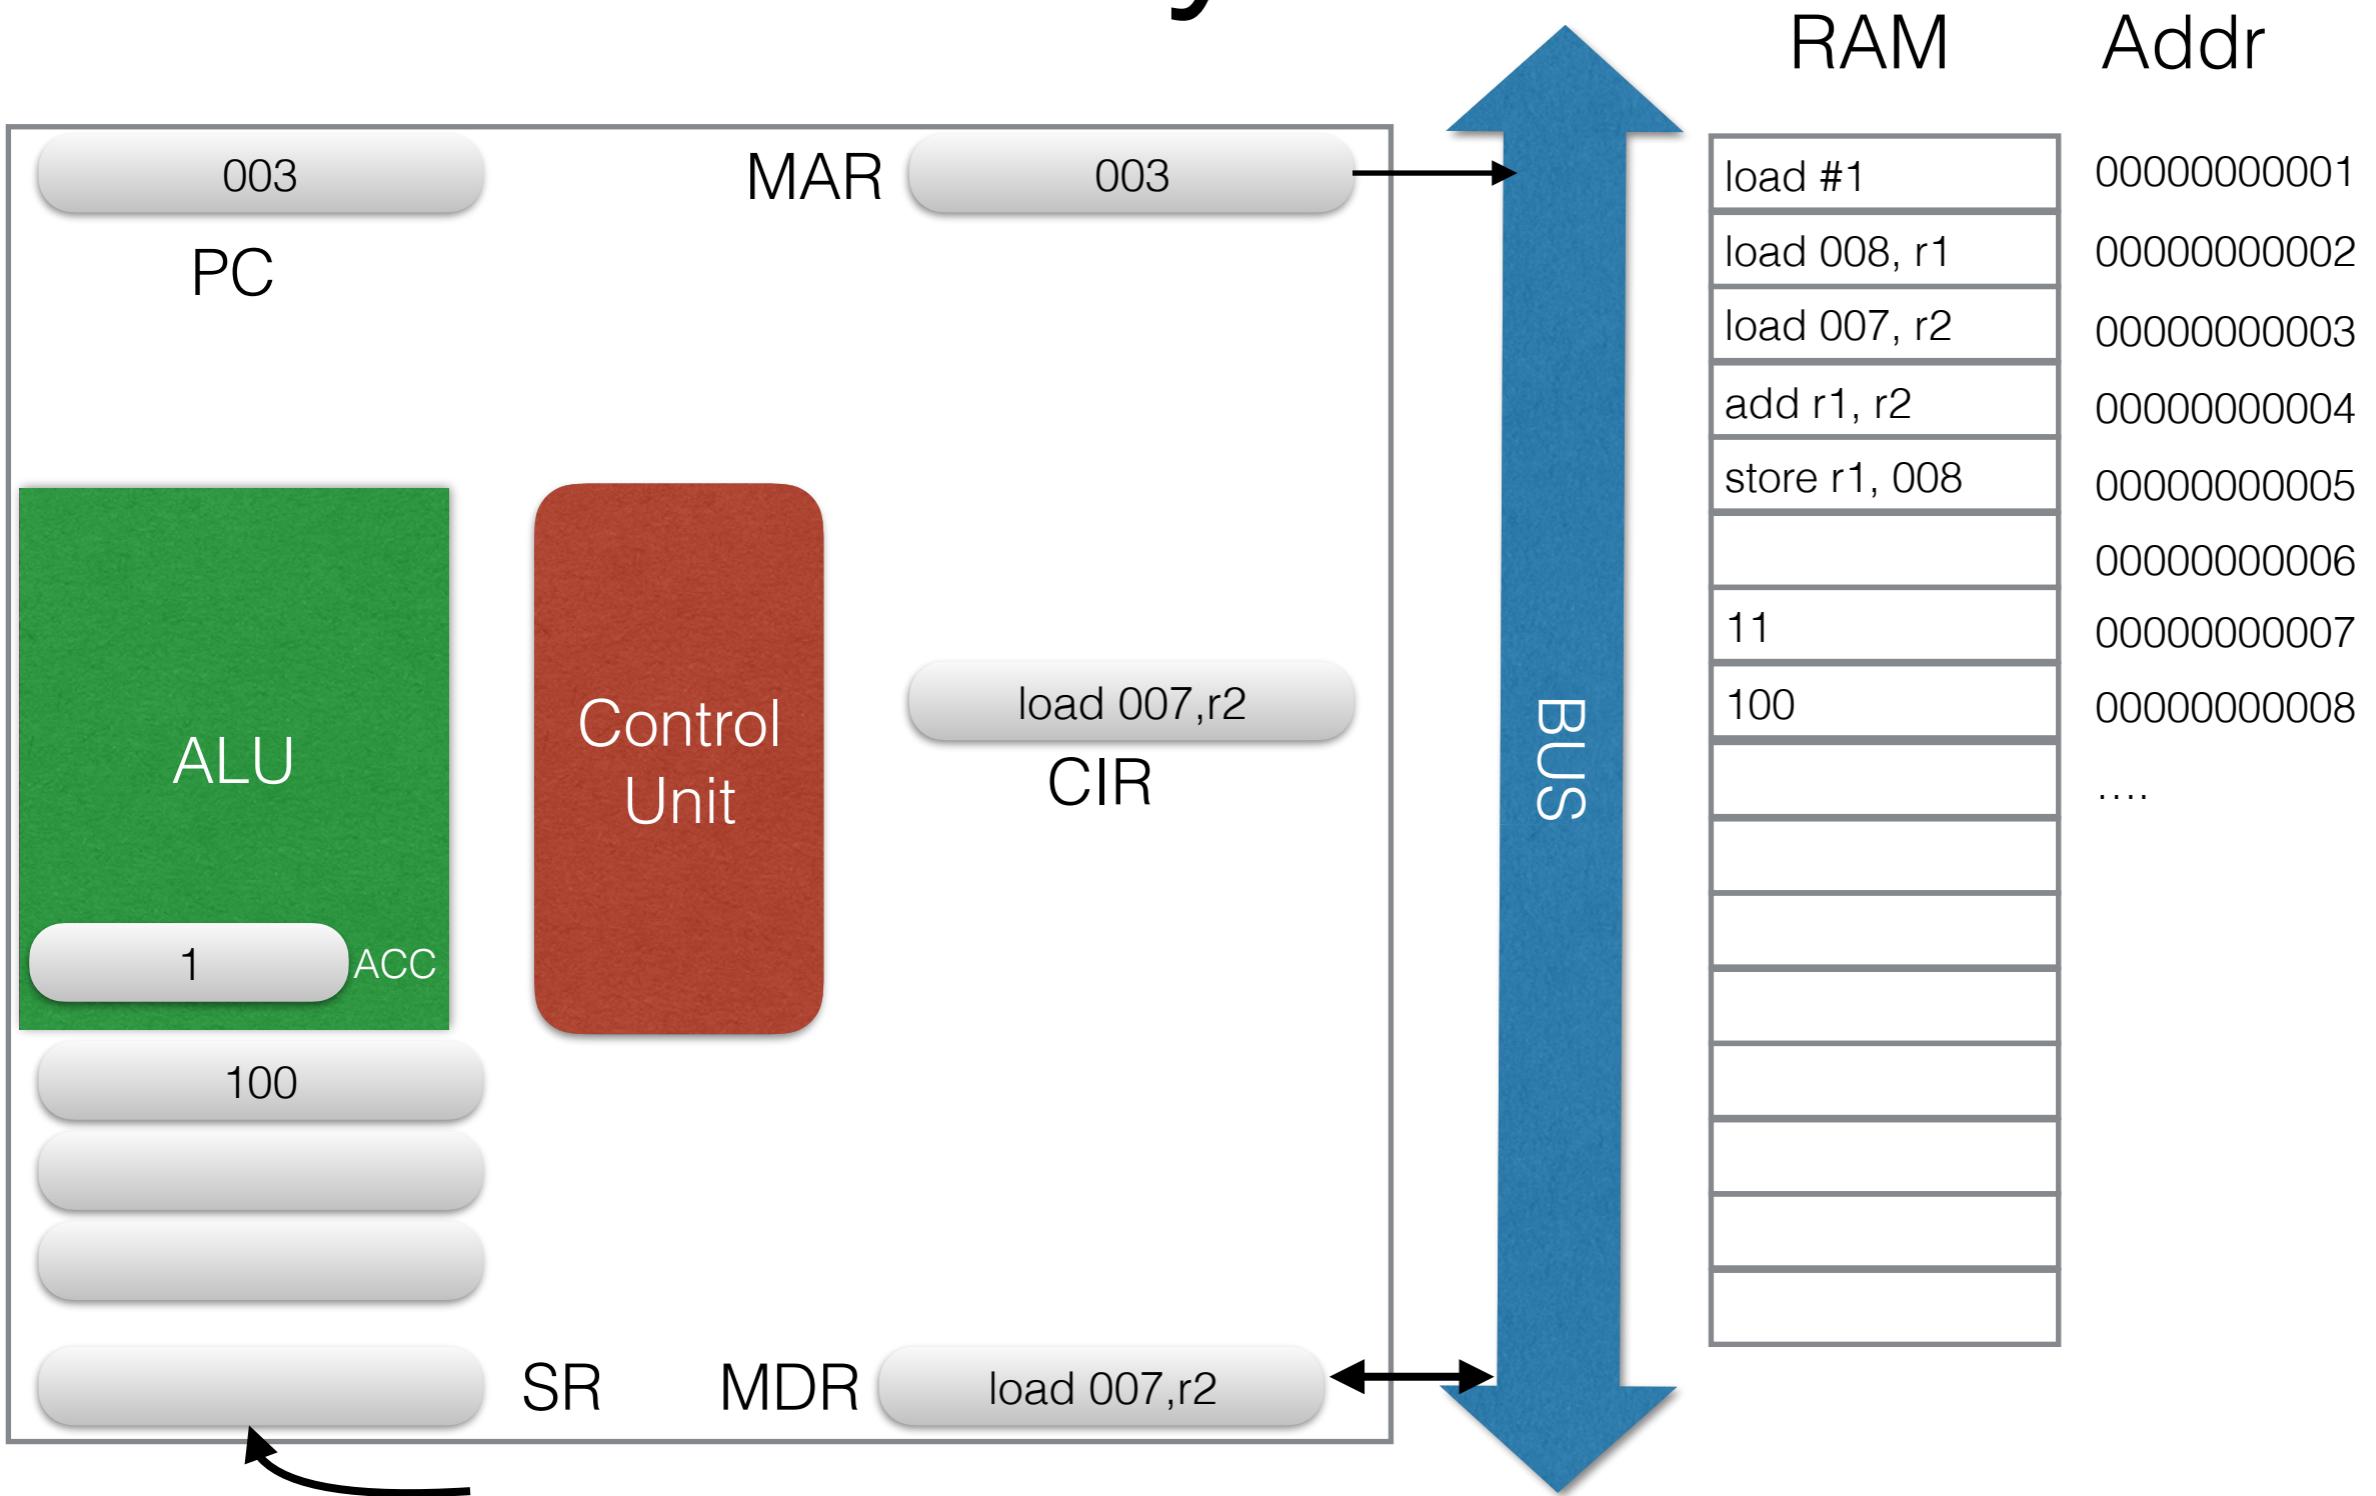 RAM Addr
003
PC
MAR
003
load #1 00000000001
load 008, r1 00000000002
load 007, r2 00000000003
add r1, r2 00000000004
store r1, 008 00000000005
00000000006
11 00000000007
100 00000000008
....
ALU
1
ACC
Control
Unit
load 007,r2
CIR
BUS
100
SR
MDR
load 007,r2